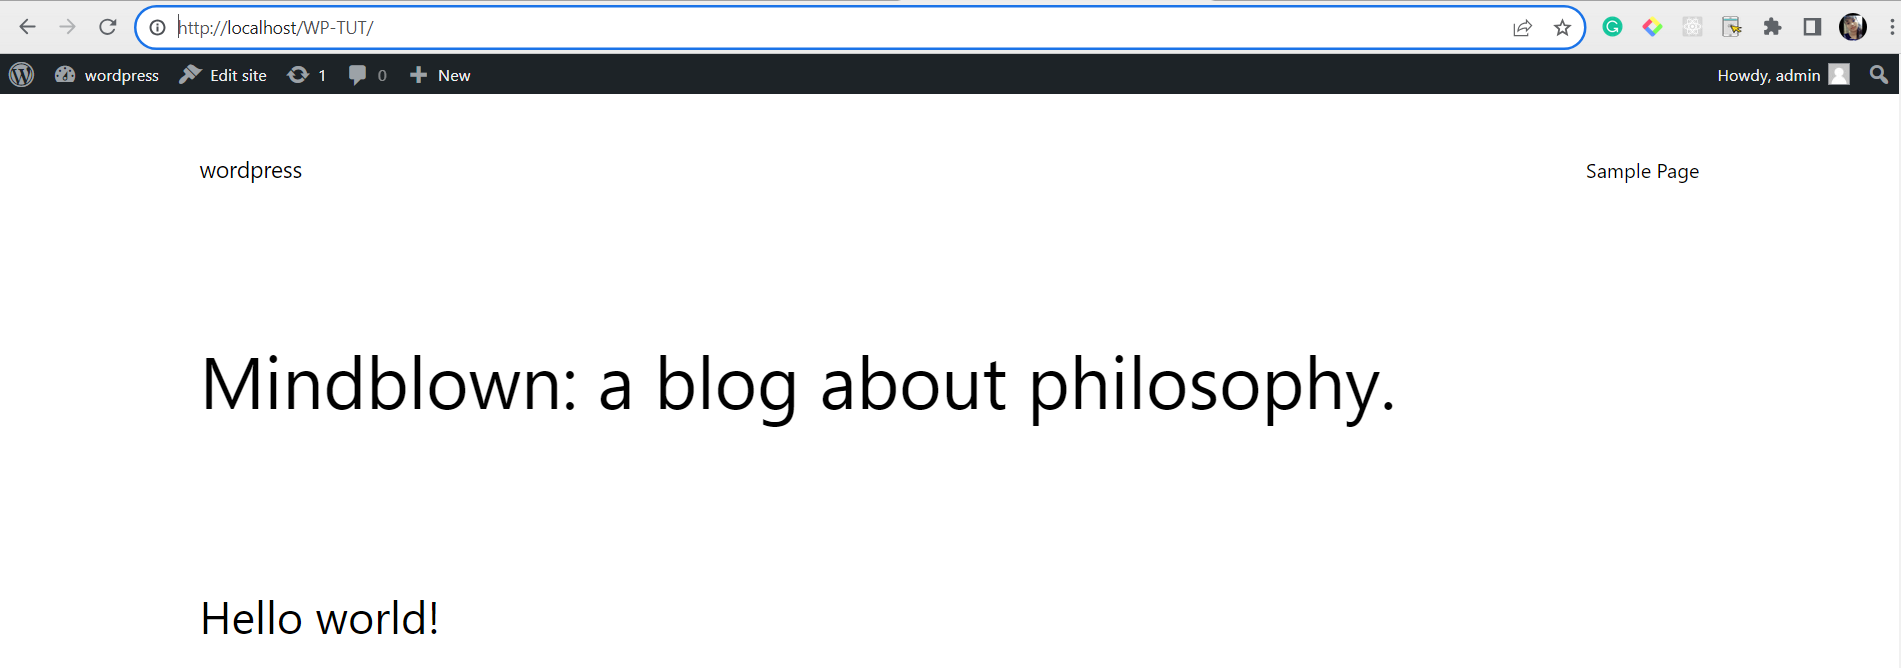 http://localhost/WP-TUT/
wordpress Edit site 1 0 New Howdy, admin
wordpress Sample Page
Mindblown: a blog about philosophy.
Hello world!